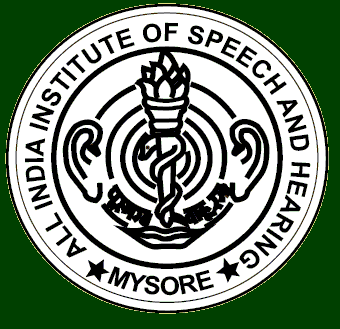 ALL INDIA INSTITUTE OF SPEECH AND HEARING
MYSORE